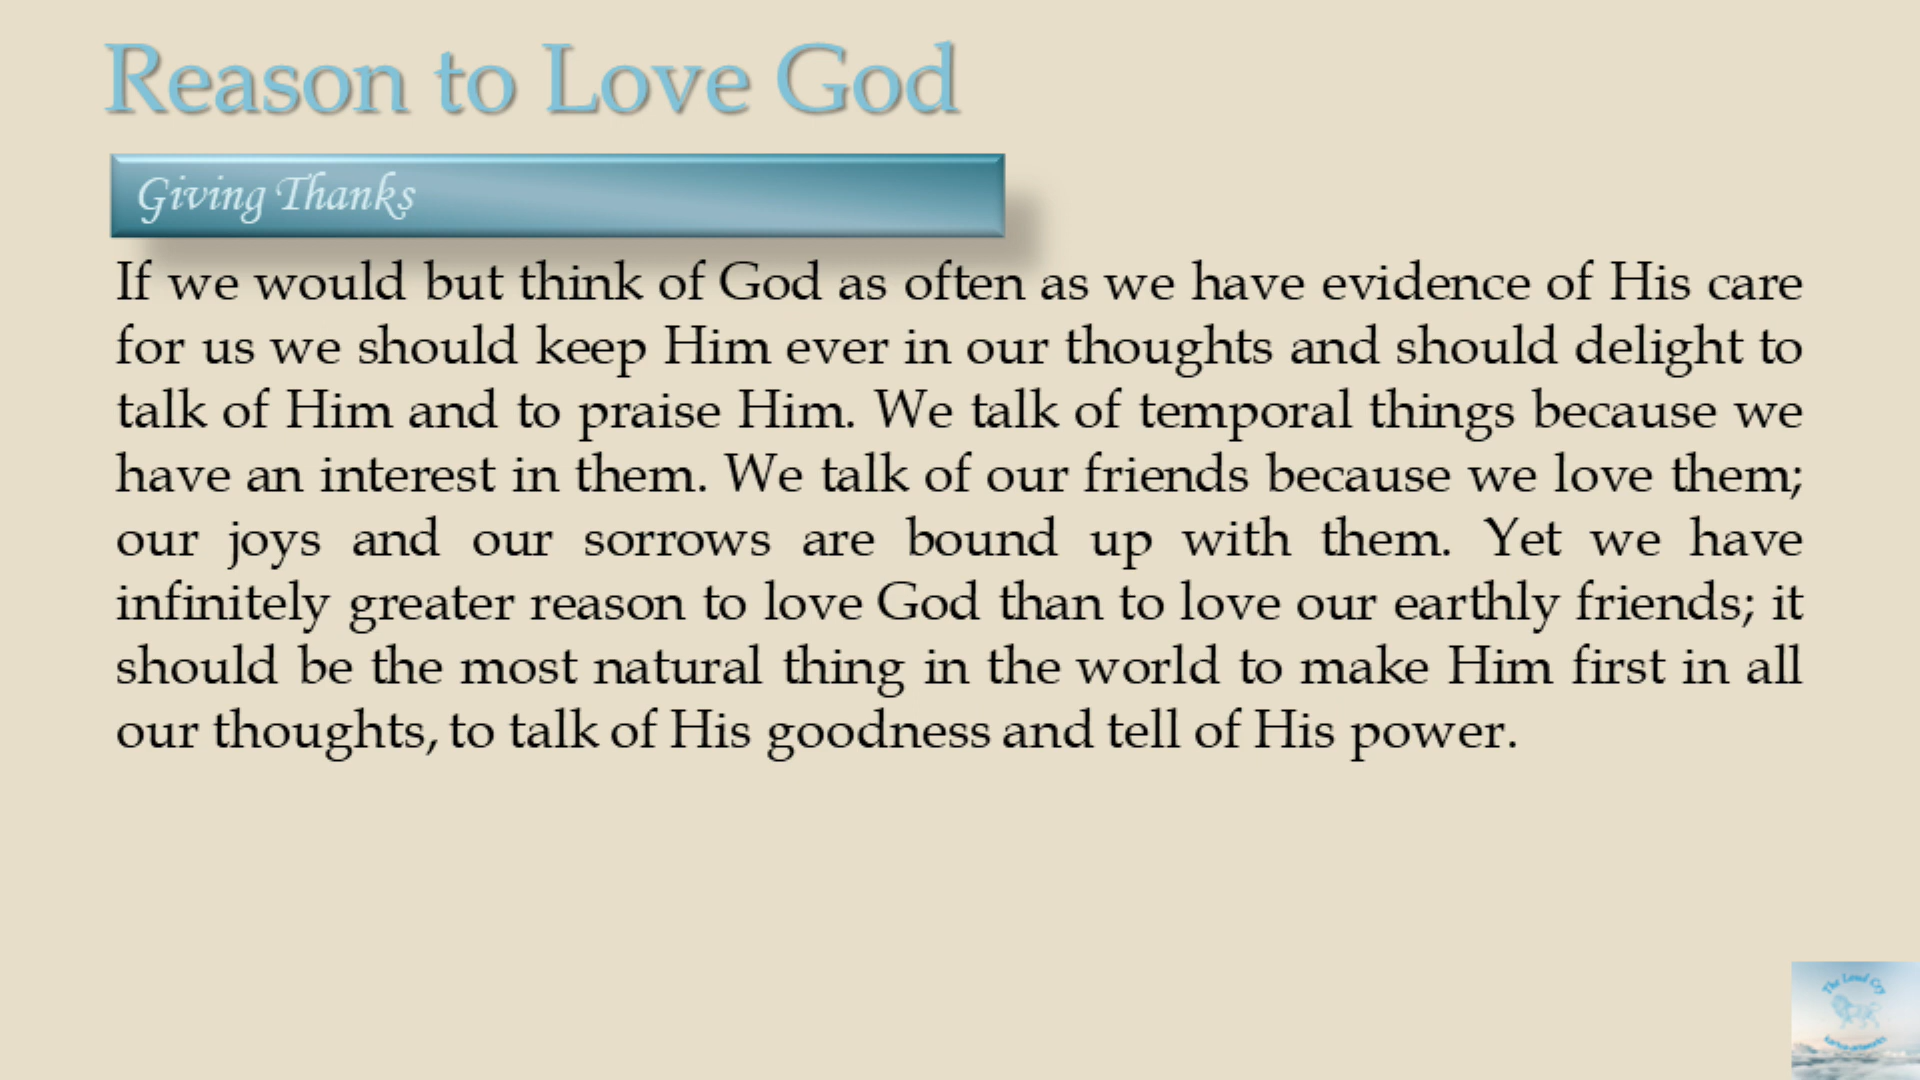 Reason to Love God
Giving Thanks
If we would but think of God as often as we have evidence of His care
for us we should keep Him ever in our thoughts and should delight to
talk of Him and to praise Him. We talk of temporal things because we
have an interest in them. We talk of our friends because we love them;
our joys and our sorrows are bound up with them. Yet we have
infinitely greater reason to love God than to love our earthly friends; it
should be the most natural thing in the world to make Him first in all
our thoughts, to talk of His goodness and tell of His power.
The Loud Cry